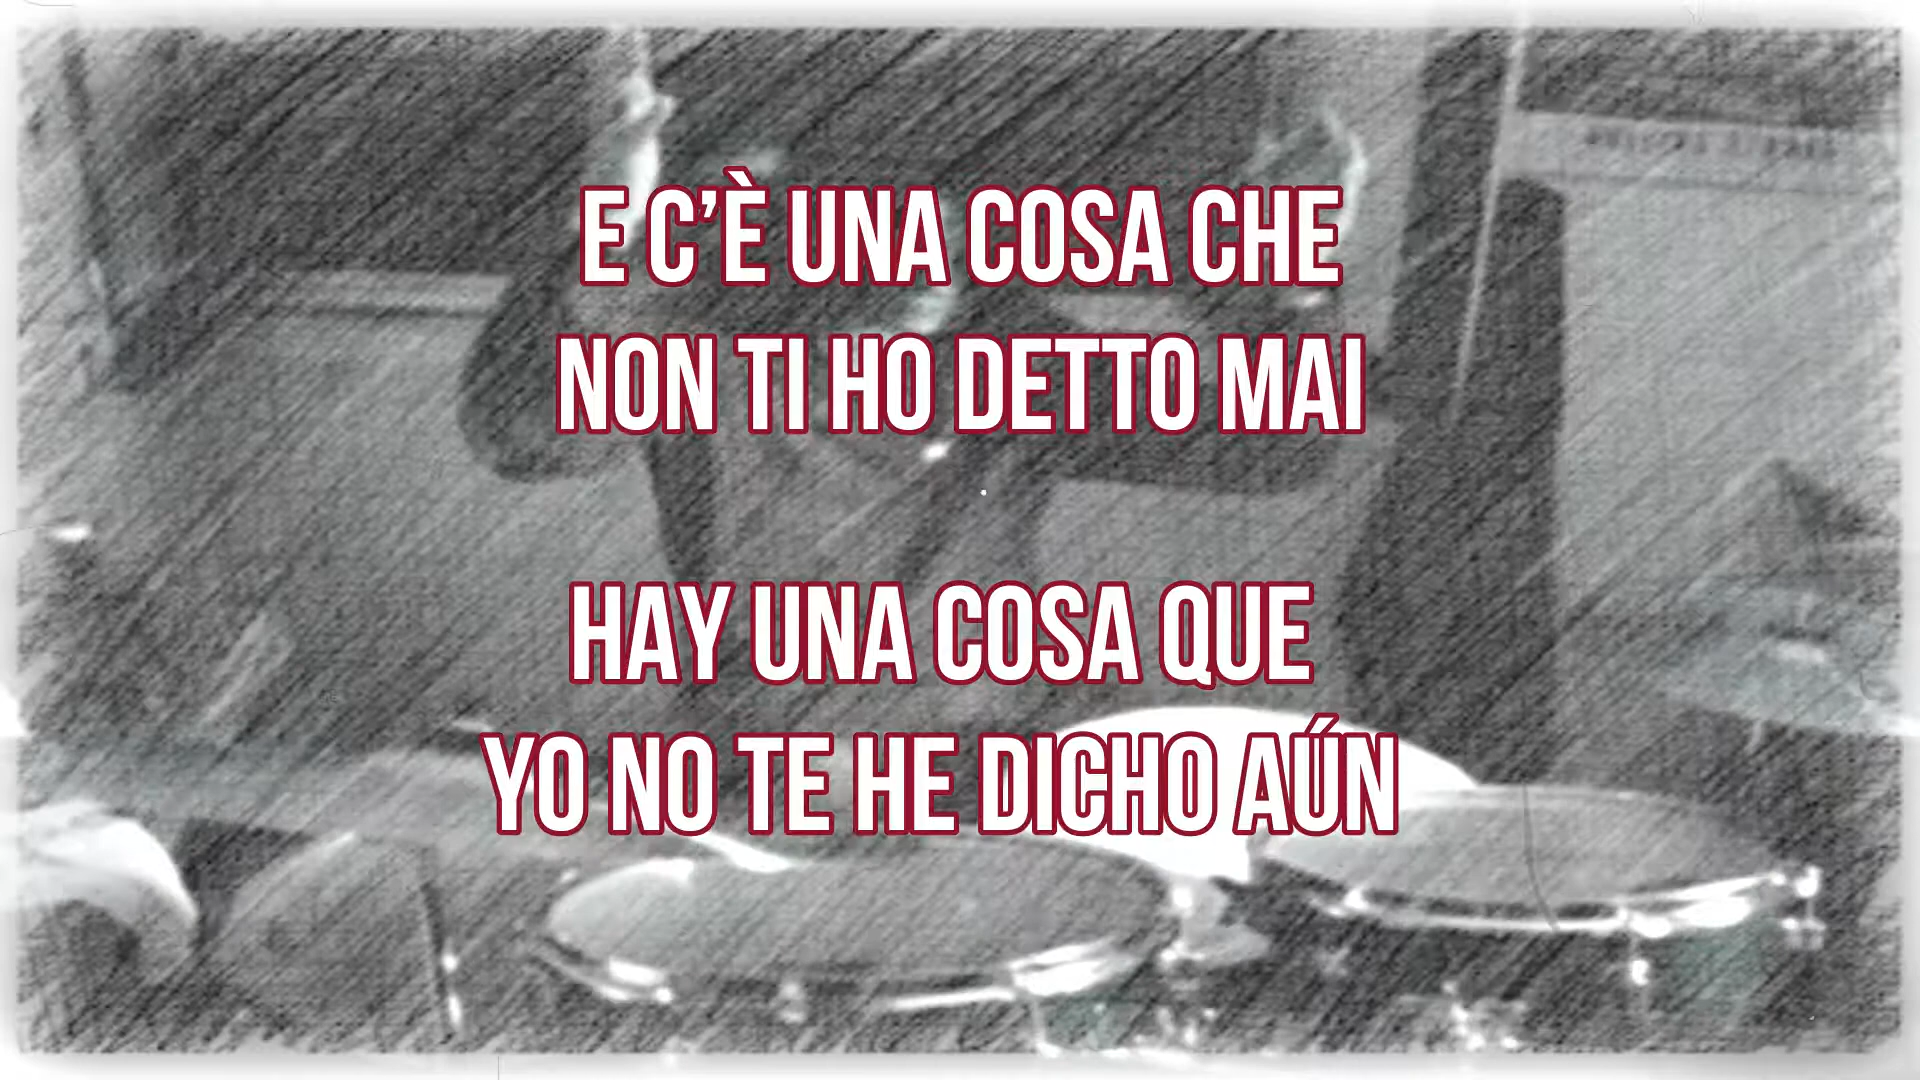 E C’È UNA COSA CHE
NON TI HO DETTO MAI
HAY UNA COSA QUE
YO NO TE HE DICHO AÚN